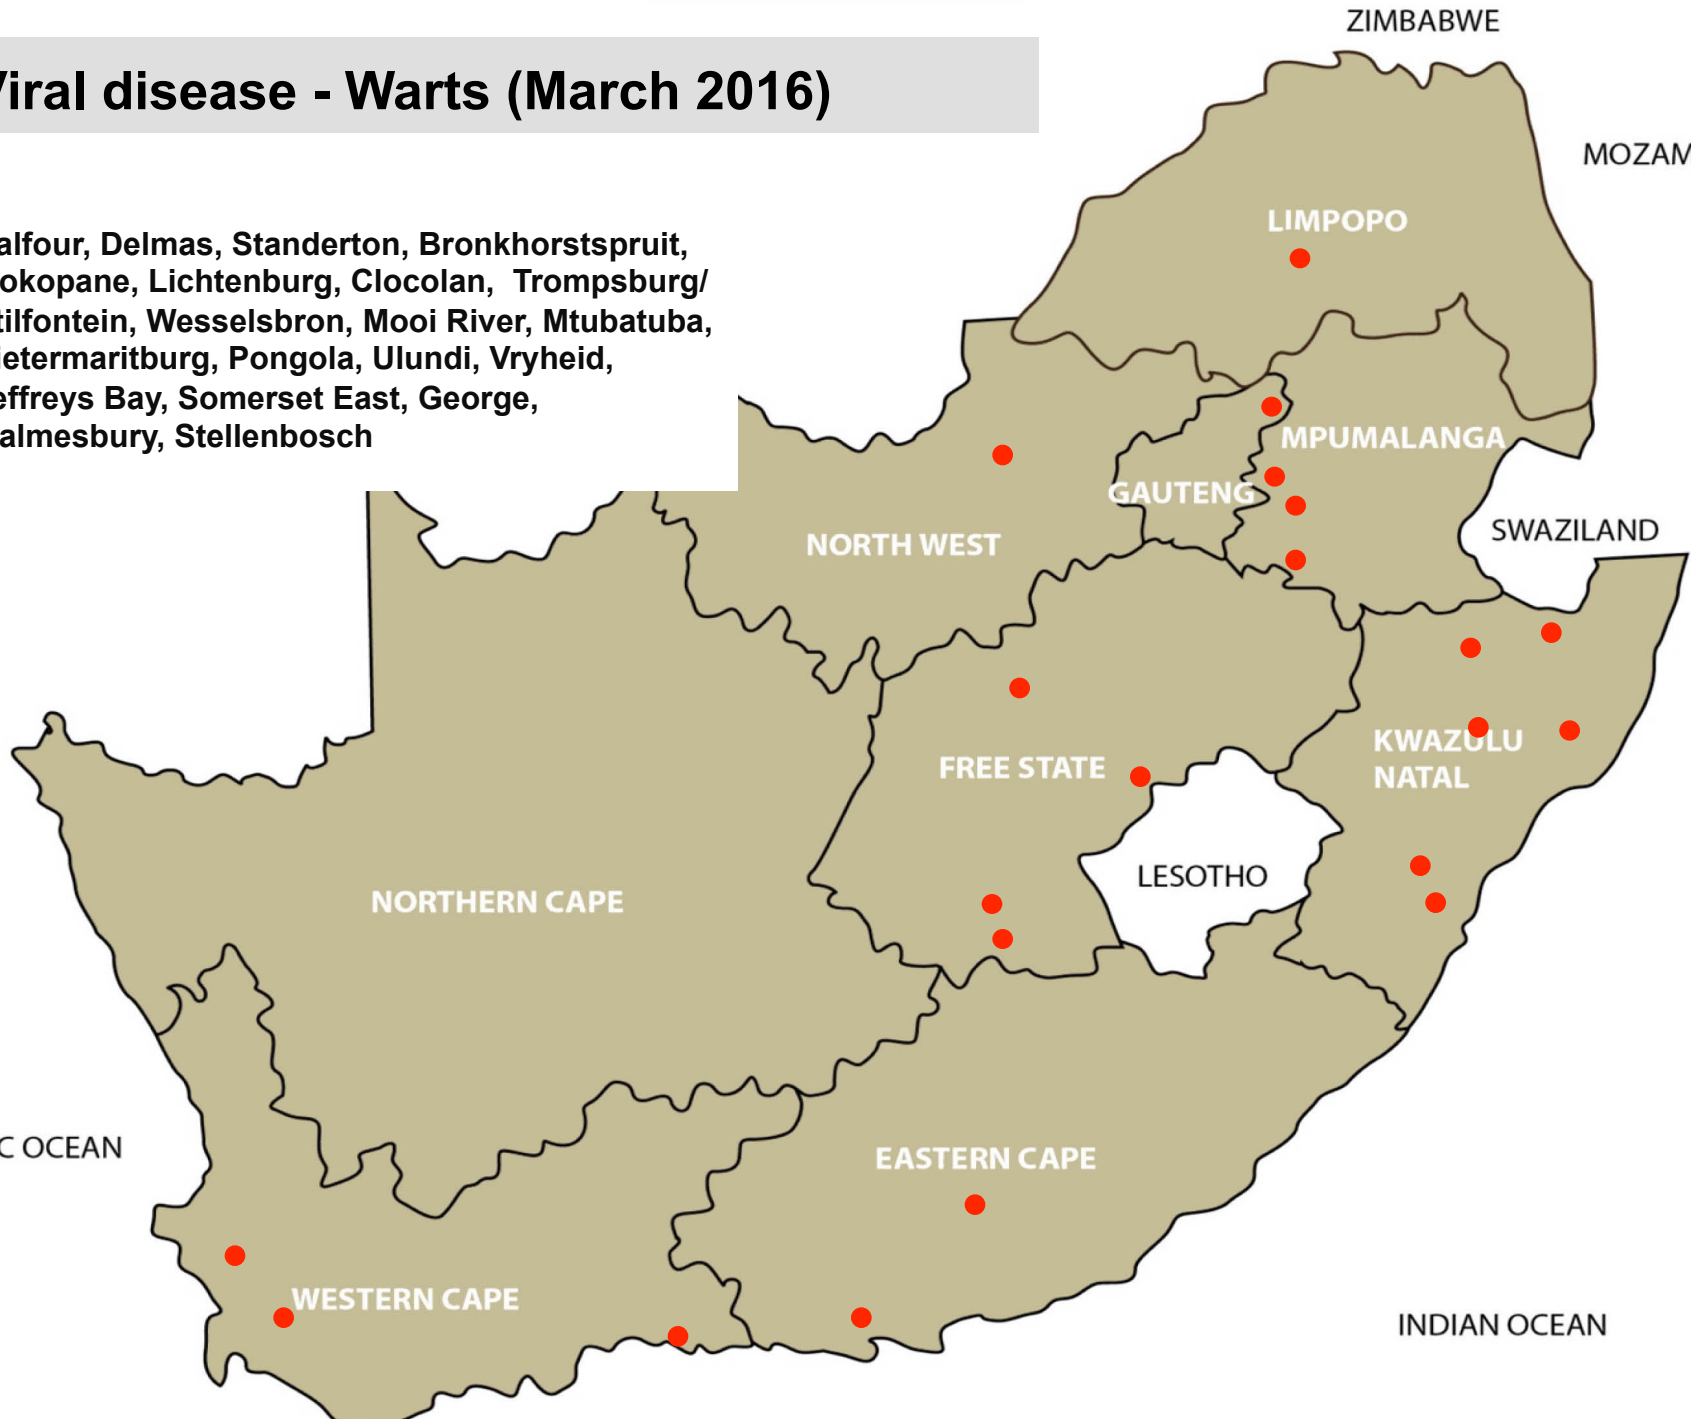 ZIMBABWE
Viral disease - Warts (March 2016)
MOZAM
alfour, Delmas, Standerton, Bronkhorstspruit,
okopane, Lichtenburg, Clocolan, Trompsburg/
tilfontein, Wesselsbron, Mooi River, Mtubatuba,
ietermaritburg, Pongola, Ulundi, Vryheid,
effreys Bay, Somerset East, George,
almesbury, Stellenbosch
LIMPOPO
MPUMALANGA
GAUTENG
NORTH WEST
SWAZILAND
KWAZULU
NATAL
FREE STATE
LESOTHO
NORTHERN CAPE
C OCEAN
EASTERN CAPE
WESTERN CAPE
INDIAN OCEAN